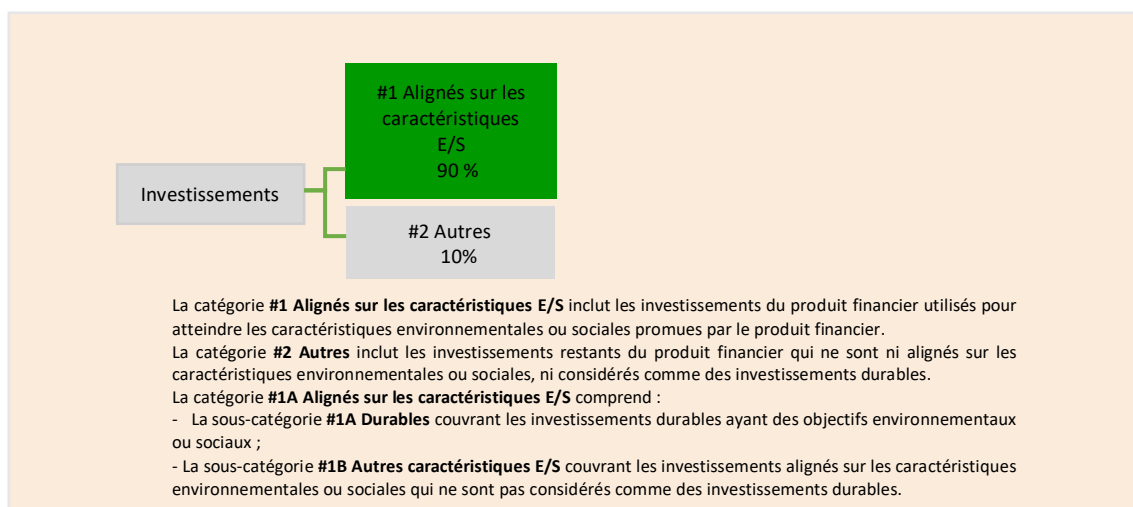 #1 Alignés sur les
caractéristiques
E/S
90 %
Investissements
#2 Autres
10%
La catégorie #1 Alignés sur les caractéristiques E/S inclut les investissements du produit financier utilisés pour
atteindre les caractéristiques environnementales ou sociales promues par le produit financier.
La catégorie #2 Autres inclut les investissements restants du produit financier qui ne sont ni alignés sur les
caractéristiques environnementales ou sociales, ni considérés comme des investissements durables.
La catégorie #1A Alignés sur les caractéristiques E/S comprend :
- La sous-catégorie #1A Durables couvrant les investissements durables ayant des objectifs environnementaux
ou sociaux ;
- La sous-catégorie #1B Autres caractéristiques E/S couvrant les investissements alignés sur les caractéristiques
environnementales ou sociales qui ne sont pas considérés comme des investissements durables.